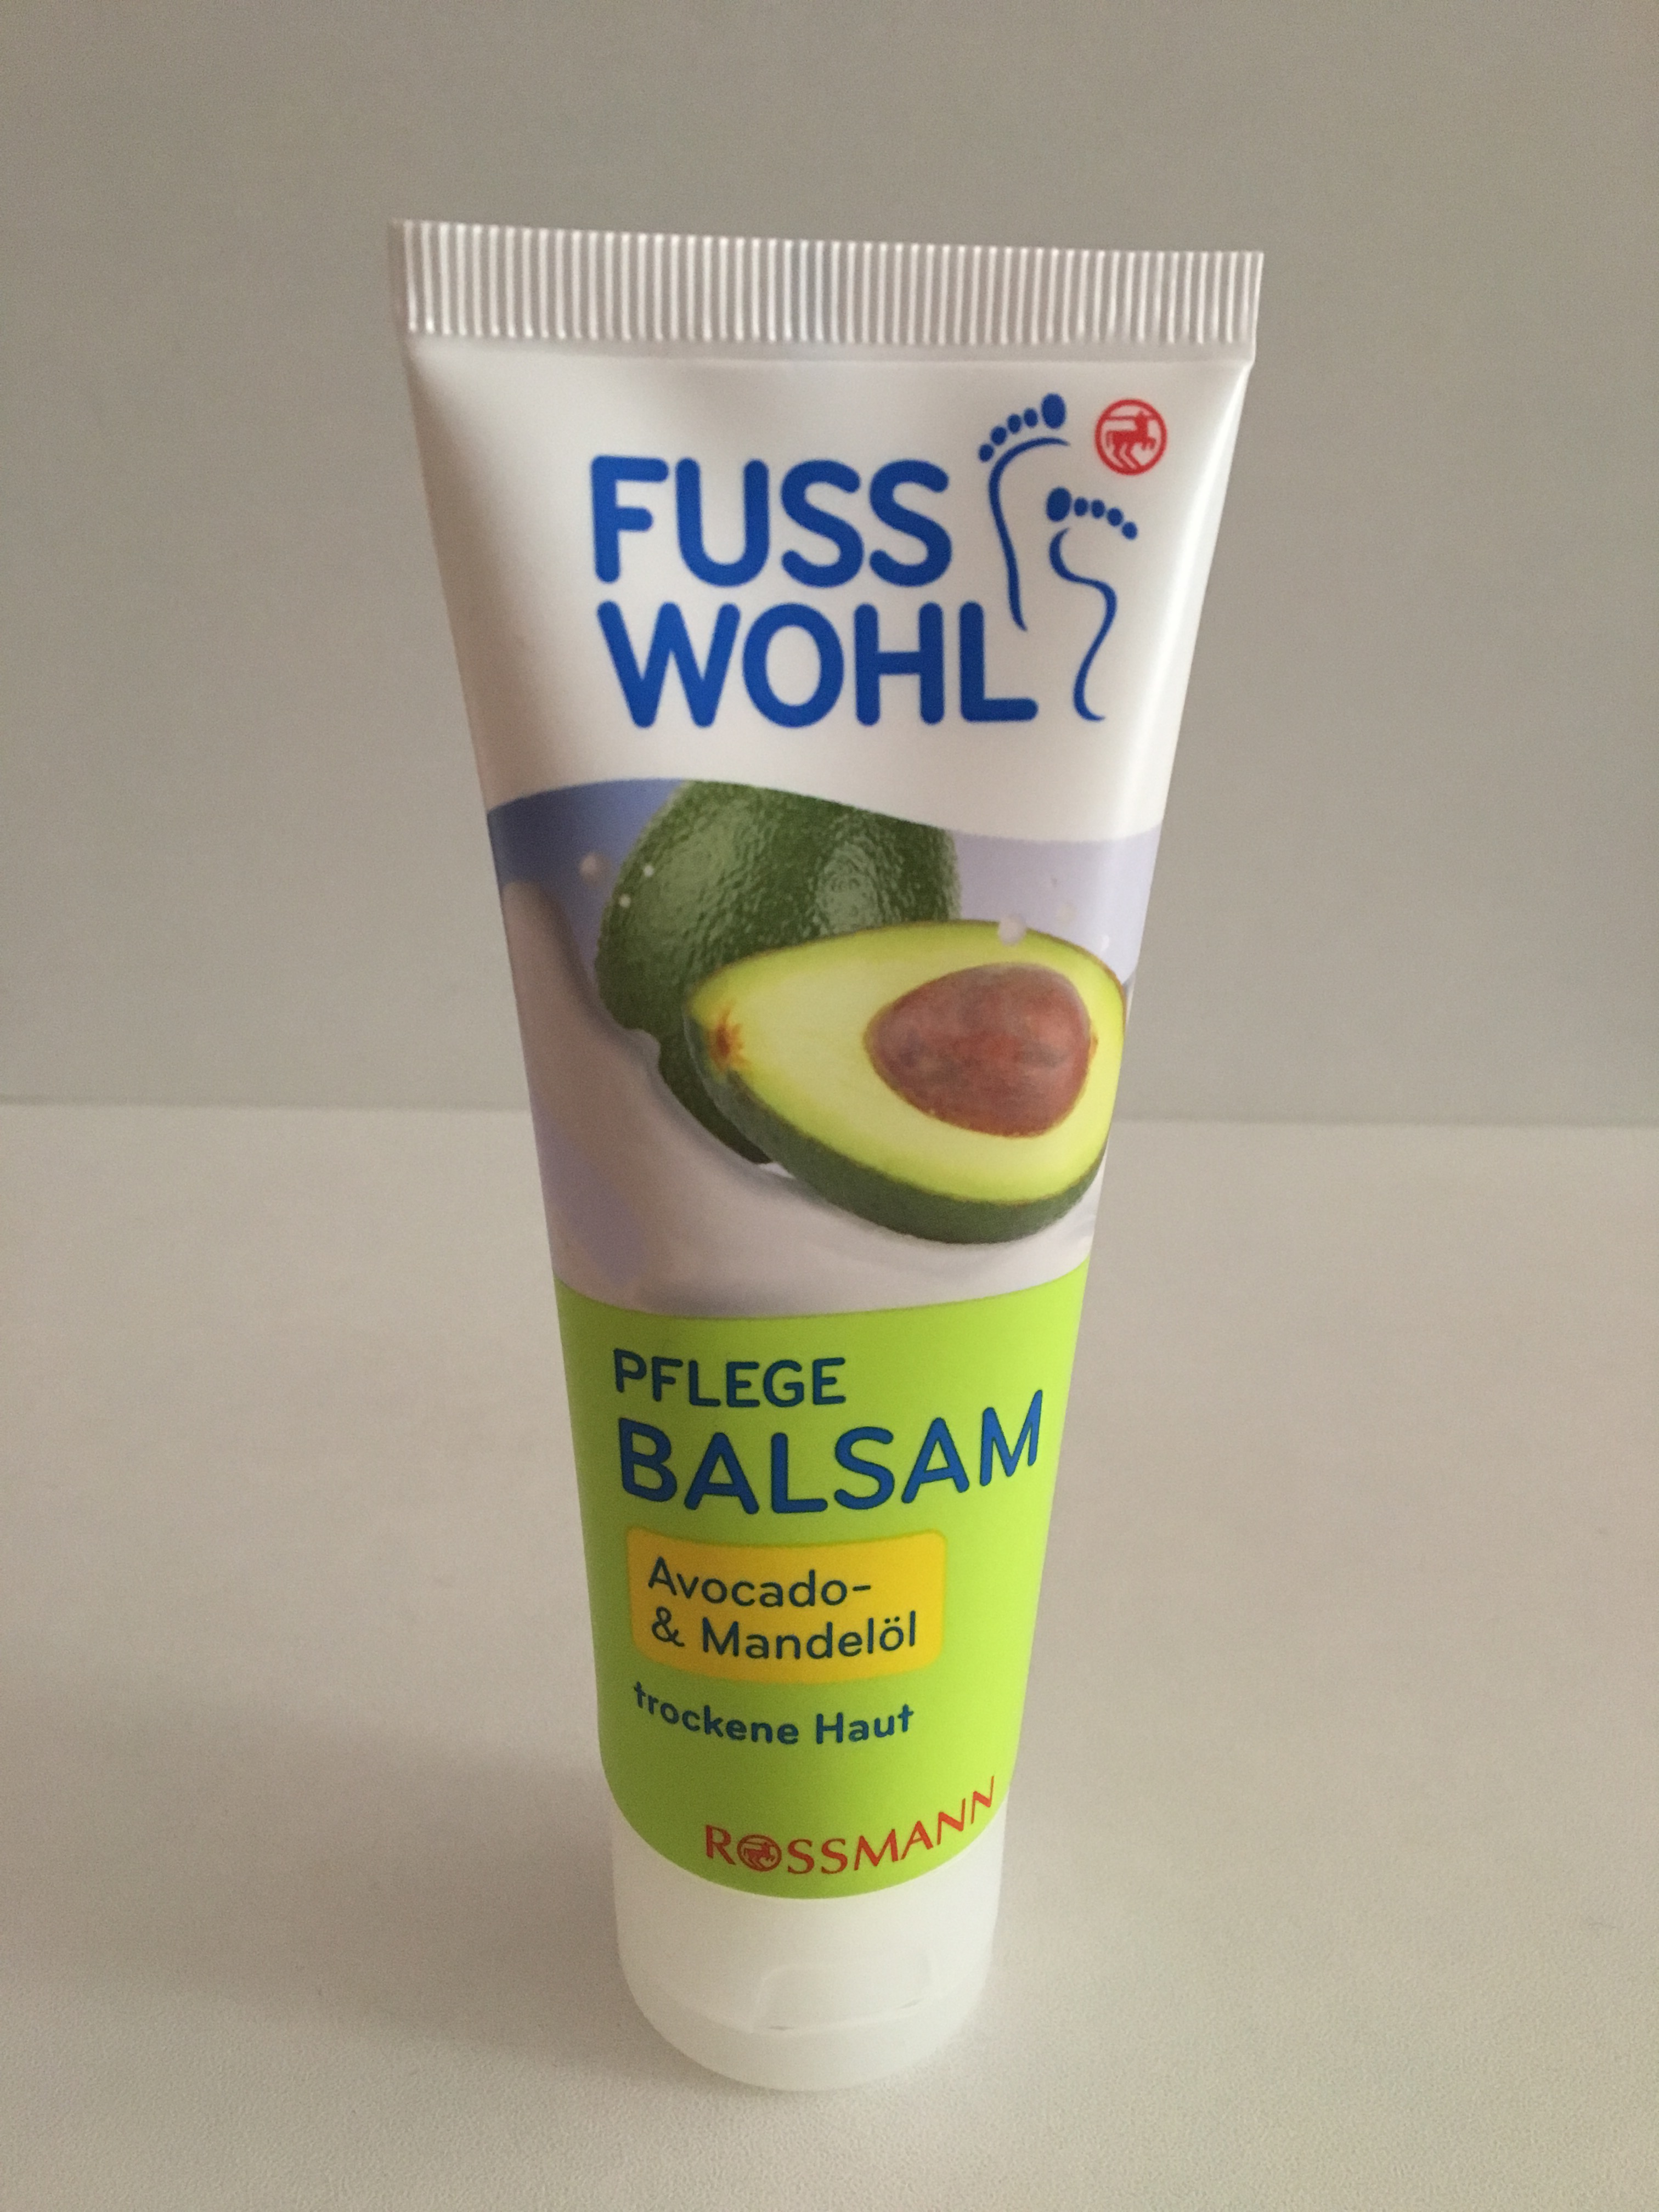 FUSS
WOHL
PFLEGE
BALSAM
Avocado-
& Mandelöl
trockene Haut
ROSSMANN